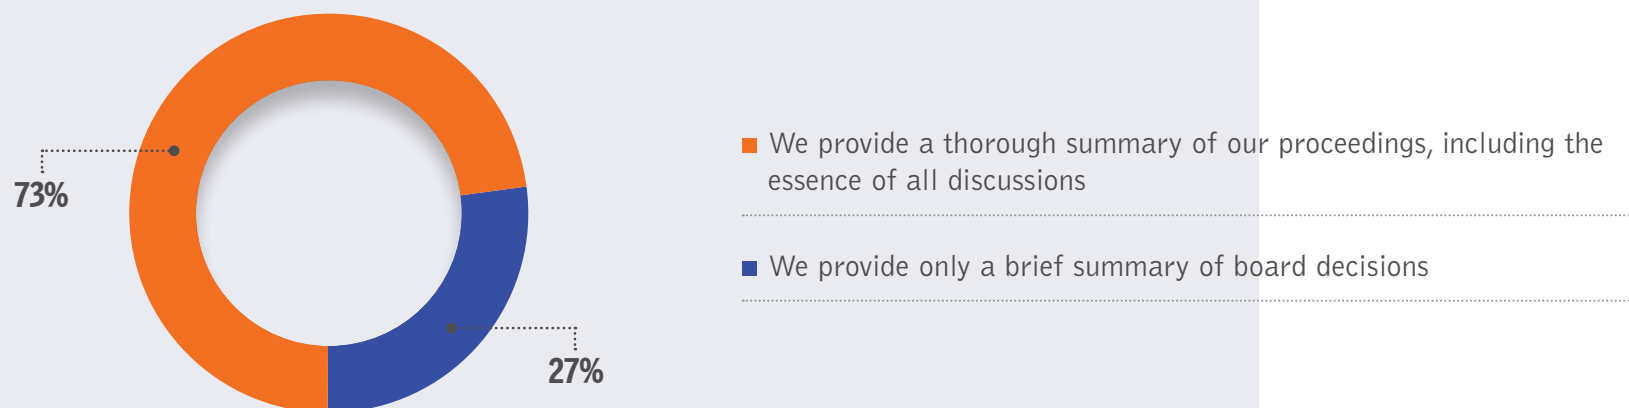 73%
27%
We provide a thorough summary of our proceedings, including the
essence of all discussions
We provide only a brief summary of board decisions